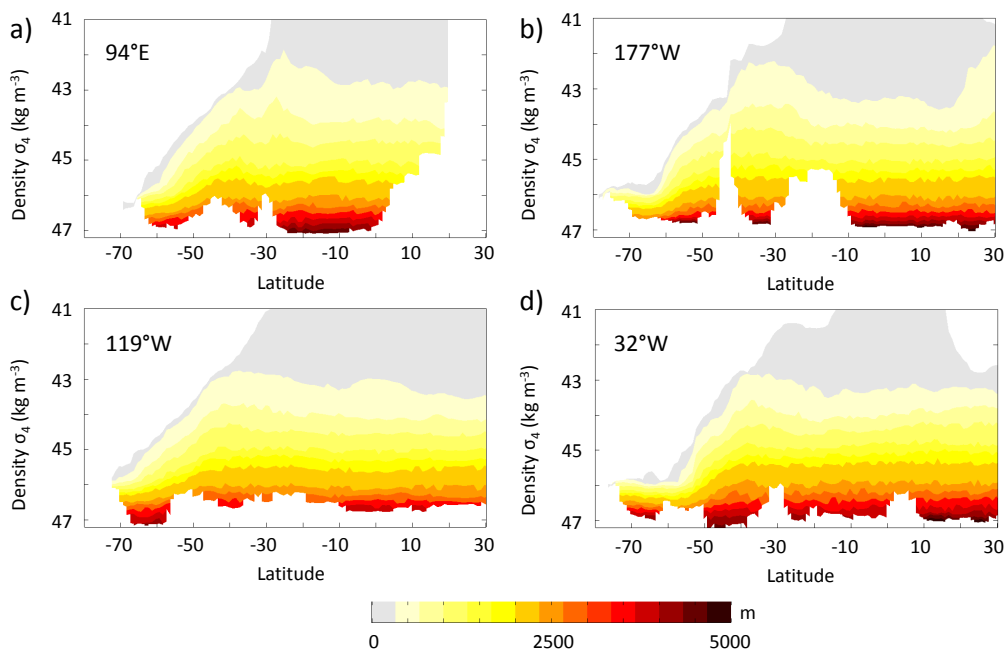 a)
94°E
Density σ₄ (kg m⁻³)
41
43
45
47
-70 -50 -30 -10 10 30
Latitude
b)
177°W
Density σ₄ (kg m⁻³)
41
43
45
47
-70 -50 -30 -10 10 30
Latitude
c)
119°W
Density σ₄ (kg m⁻³)
41
43
45
47
-70 -50 -30 -10 10 30
Latitude
d)
32°W
Density σ₄ (kg m⁻³)
41
43
45
47
-70 -50 -30 -10 10 30
Latitude
m
0 2500 5000